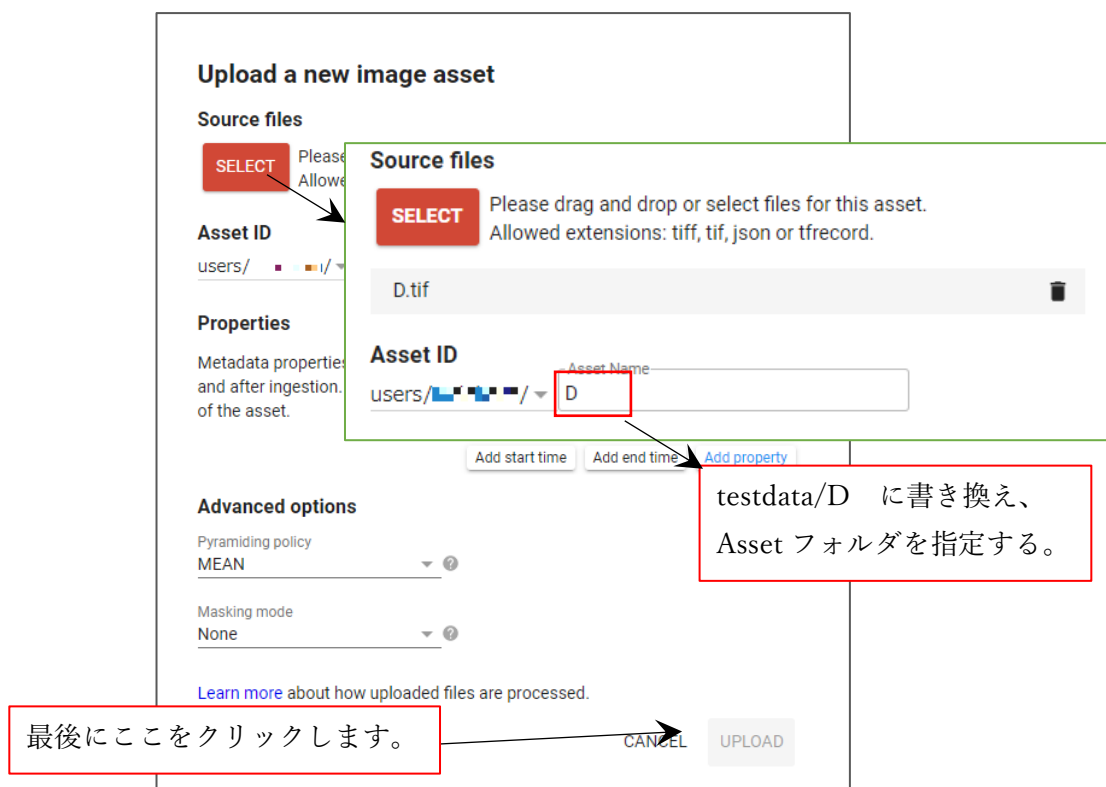 Upload a new image asset
Source files
SELECT
Please
Allowe
Asset ID
users/
/
Properties
Metadata properties
and after ingestion.
of the asset.
Source files
SELECT
Please drag and drop or select files for this asset.
Allowed extensions: tiff, tif, json or tfrecord.
D.tif
Asset ID
Asset Name
users/
/
D
Add start time
Add end time
Add property
testdata/D　に書き換え、
Asset フォルダを指定する。
Advanced options
Pyramiding policy
MEAN
Masking mode
None
Learn more about how uploaded files are processed.
最後にここをクリックします。
CANCEL
UPLOAD